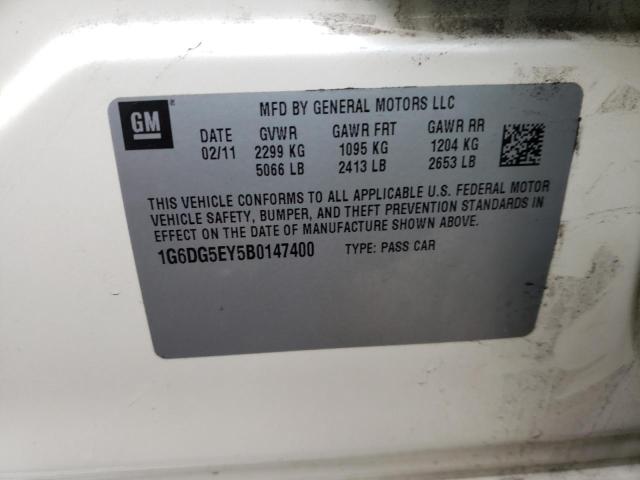 GM ®
MFD BY GENERAL MOTORS LLC
DATE GVWR GAWR FRT GAWR RR
02/11 2299 KG 1095 KG 1204 KG
5066 LB 2413 LB 2653 LB
THIS VEHICLE CONFORMS TO ALL APPLICABLE U.S. FEDERAL MOTOR
VEHICLE SAFETY, BUMPER, AND THEFT PREVENTION STANDARDS IN
EFFECT ON THE DATE OF MANUFACTURE SHOWN ABOVE.
1G6DG5EY5B0147400 TYPE: PASS CAR